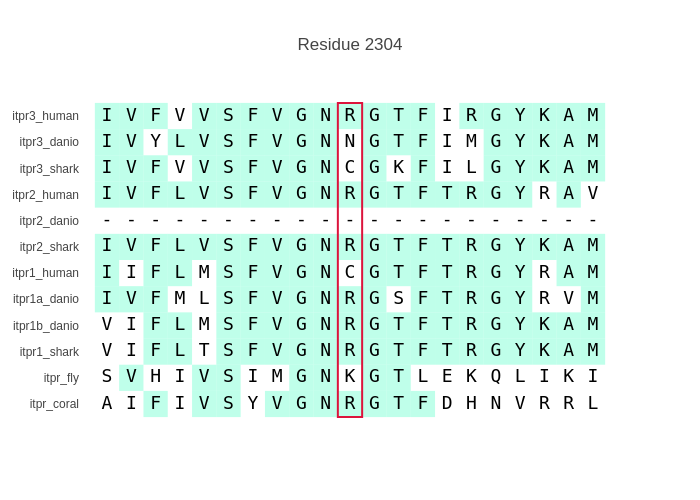 Residue 2304
itpr3_human I V F V V S F V G N R G T F I R G Y K A M
itpr3_danio I V Y L V S F V G N N G T F I M G Y K A M
itpr3_shark I V F V V S F V G N C G K F I L G Y K A M
itpr2_human I V F L V S F V G N R G T F T R G Y R A V
itpr2_danio - - - - - - - - - - - - - - - - - - - - -
itpr2_shark I V F L V S F V G N R G T F T R G Y K A M
itpr1_human I I F L M S F V G N C G T F T R G Y R A M
itpr1a_danio I V F M L S F V G N R G S F T R G Y R V M
itpr1b_danio V I F L M S F V G N R G T F T R G Y K A M
itpr1_shark V I F L T S F V G N R G T F T R G Y K A M
itpr_fly S V H I V S I M G N K G T L E K Q L I K I
itpr_coral A I F I V S Y V G N R G T F D H N V R R L